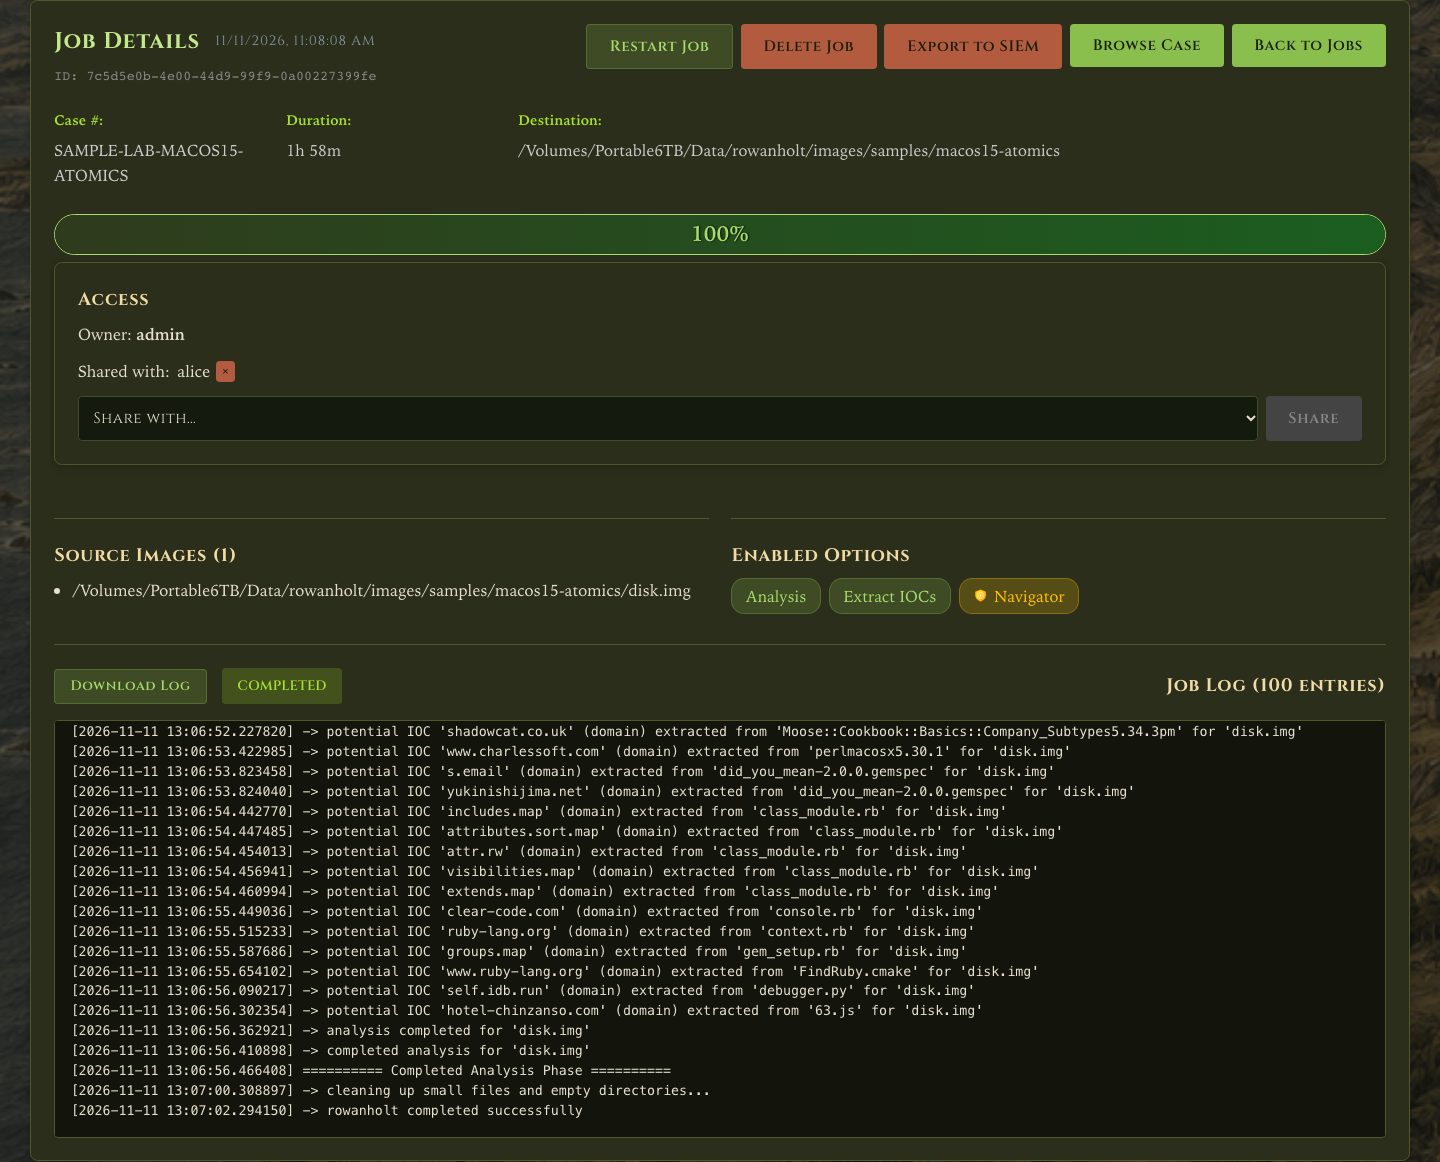 Job Details 11/11/2026, 11:08:08 AM
ID: 7c5d5e0b-4e00-44d9-99f9-0a00227399fe
Restart Job
Delete Job
Export to SIEM
Browse Case
Back to Jobs
Case #:
SAMPLE-LAB-MACOS15-
ATOMICS
Duration:
1h 58m
Destination:
/Volumes/Portable6TB/Data/rowanholt/images/samples/macos15-atomics
100%
Access
Owner: admin
Shared with: alice ×
Share with...
Share
Source Images (1)
• /Volumes/Portable6TB/Data/rowanholt/images/samples/macos15-atomics/disk.img
Enabled Options
Analysis
Extract IOCs
Navigator
Download Log
COMPLETED
Job Log (100 entries)
[2026-11-11 13:06:52.227820] -> potential IOC 'shadowcat.co.uk' (domain) extracted from 'Moose::Cookbook::Basics::Company_Subtypes5.34.3pm' for 'disk.img'
[2026-11-11 13:06:53.422985] -> potential IOC 'www.charlessoft.com' (domain) extracted from 'perlmacosx5.30.1' for 'disk.img'
[2026-11-11 13:06:53.823458] -> potential IOC 's.email' (domain) extracted from 'did_you_mean-2.0.0.gemspec' for 'disk.img'
[2026-11-11 13:06:53.824040] -> potential IOC 'yukinishijima.net' (domain) extracted from 'did_you_mean-2.0.0.gemspec' for 'disk.img'
[2026-11-11 13:06:54.442770] -> potential IOC 'includes.map' (domain) extracted from 'class_module.rb' for 'disk.img'
[2026-11-11 13:06:54.447485] -> potential IOC 'attributes.sort.map' (domain) extracted from 'class_module.rb' for 'disk.img'
[2026-11-11 13:06:54.454013] -> potential IOC 'attr.rw' (domain) extracted from 'class_module.rb' for 'disk.img'
[2026-11-11 13:06:54.456941] -> potential IOC 'visibilities.map' (domain) extracted from 'class_module.rb' for 'disk.img'
[2026-11-11 13:06:54.460994] -> potential IOC 'extends.map' (domain) extracted from 'class_module.rb' for 'disk.img'
[2026-11-11 13:06:55.449036] -> potential IOC 'clear-code.com' (domain) extracted from 'console.rb' for 'disk.img'
[2026-11-11 13:06:55.515233] -> potential IOC 'ruby-lang.org' (domain) extracted from 'context.rb' for 'disk.img'
[2026-11-11 13:06:55.587686] -> potential IOC 'groups.map' (domain) extracted from 'gem_setup.rb' for 'disk.img'
[2026-11-11 13:06:55.654102] -> potential IOC 'www.ruby-lang.org' (domain) extracted from 'FindRuby.cmake' for 'disk.img'
[2026-11-11 13:06:56.090217] -> potential IOC 'self.idb.run' (domain) extracted from 'debugger.py' for 'disk.img'
[2026-11-11 13:06:56.302354] -> potential IOC 'hotel-chinzanso.com' (domain) extracted from '63.js' for 'disk.img'
[2026-11-11 13:06:56.362921] -> analysis completed for 'disk.img'
[2026-11-11 13:06:56.410898] -> completed analysis for 'disk.img'
[2026-11-11 13:06:56.466408] ========== Completed Analysis Phase ==========
[2026-11-11 13:07:00.308897] -> cleaning up small files and empty directories...
[2026-11-11 13:07:02.294150] -> rowanholt completed successfully